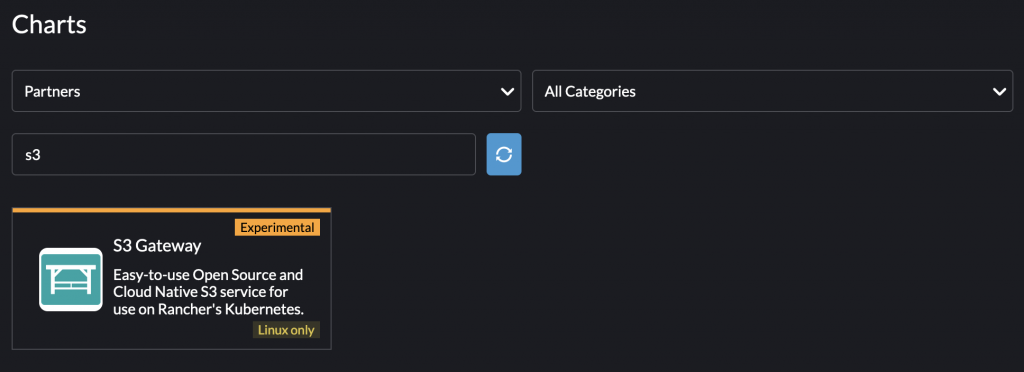 Charts
Partners
All Categories
s3
Experimental
S3 Gateway
Easy-to-use Open Source and
Cloud Native S3 service for
use on Rancher's Kubernetes.
Linux only